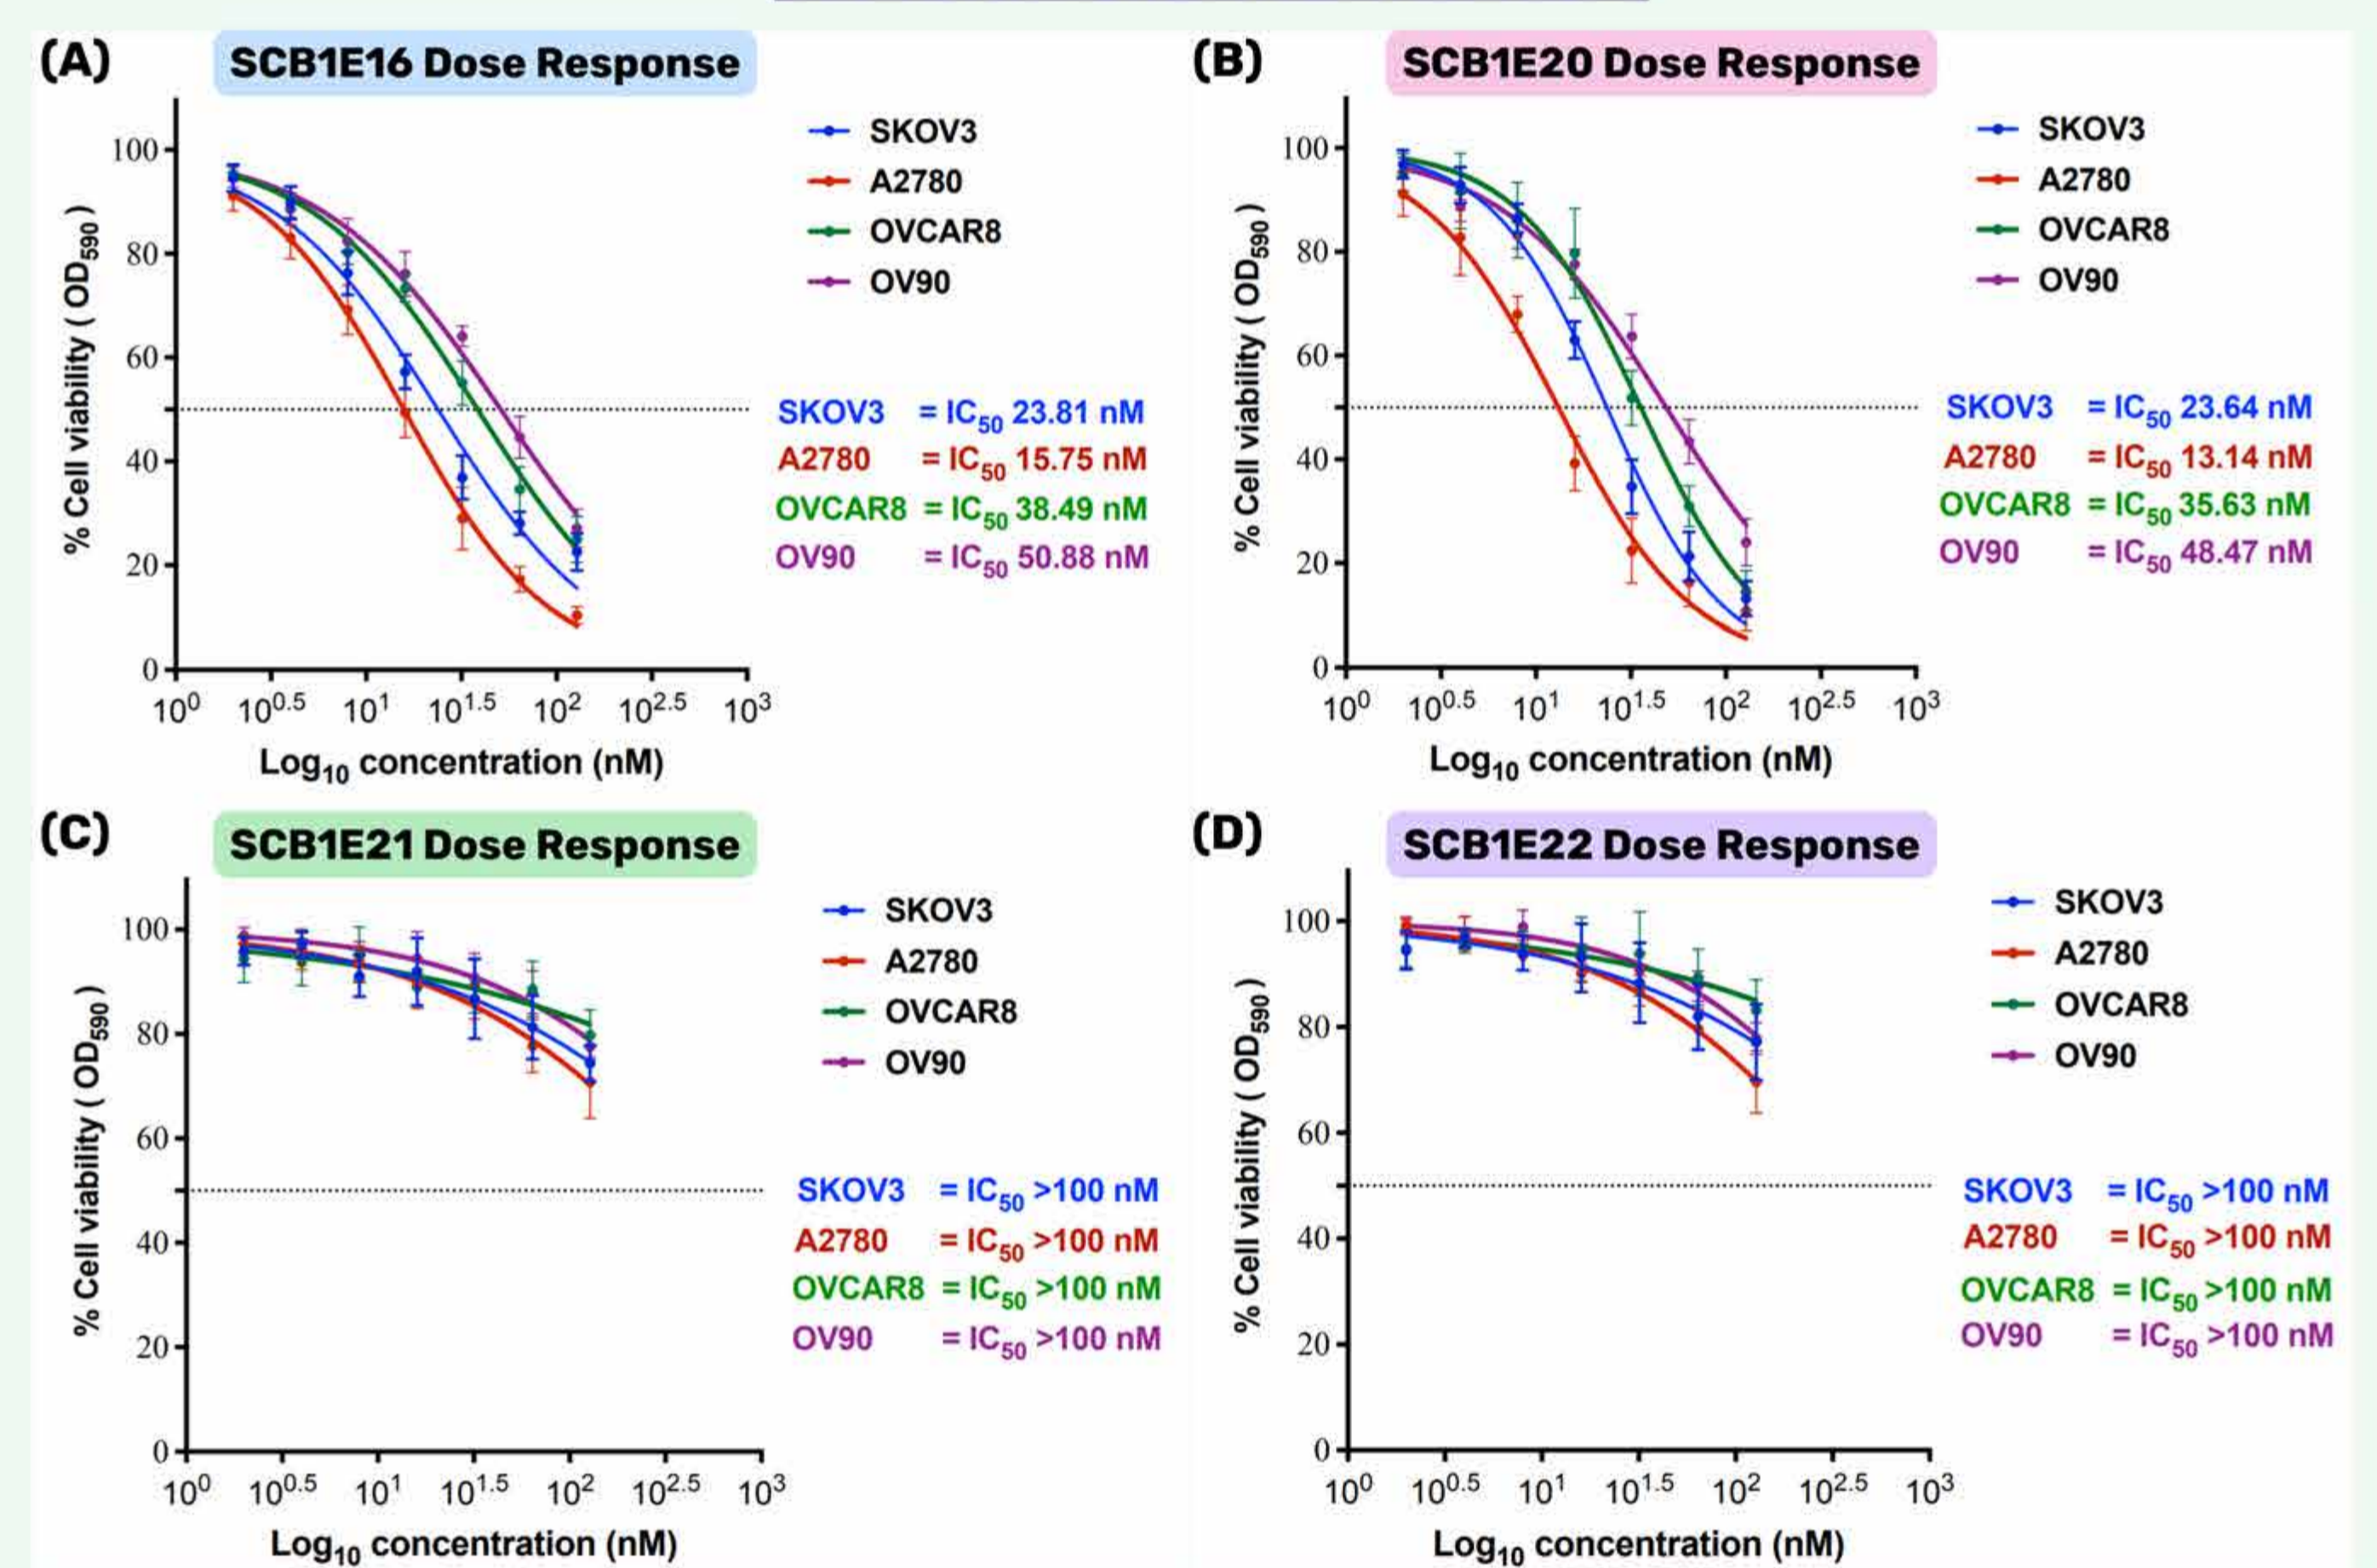 (A)
SCB1E16 Dose Response
% Cell viability ( OD590 )
100
80
60
40
20
0
10^0 10^0.5 10^1 10^1.5 10^2 10^2.5 10^3
Log10 concentration (nM)
SKOV3
A2780
OVCAR8
OV90
SKOV3 = IC50 23.81 nM
A2780 = IC50 15.75 nM
OVCAR8 = IC50 38.49 nM
OV90 = IC50 50.88 nM
(B)
SCB1E20 Dose Response
% Cell viability ( OD590 )
100
80
60
40
20
0
10^0 10^0.5 10^1 10^1.5 10^2 10^2.5 10^3
Log10 concentration (nM)
SKOV3
A2780
OVCAR8
OV90
SKOV3 = IC50 23.64 nM
A2780 = IC50 13.14 nM
OVCAR8 = IC50 35.63 nM
OV90 = IC50 48.47 nM
(C)
SCB1E21 Dose Response
% Cell viability ( OD590 )
100
80
60
40
20
0
10^0 10^0.5 10^1 10^1.5 10^2 10^2.5 10^3
Log10 concentration (nM)
SKOV3
A2780
OVCAR8
OV90
SKOV3 = IC50 >100 nM
A2780 = IC50 >100 nM
OVCAR8 = IC50 >100 nM
OV90 = IC50 >100 nM
(D)
SCB1E22 Dose Response
% Cell viability ( OD590 )
100
80
60
40
20
0
10^0 10^0.5 10^1 10^1.5 10^2 10^2.5 10^3
Log10 concentration (nM)
SKOV3
A2780
OVCAR8
OV90
SKOV3 = IC50 >100 nM
A2780 = IC50 >100 nM
OVCAR8 = IC50 >100 nM
OV90 = IC50 >100 nM